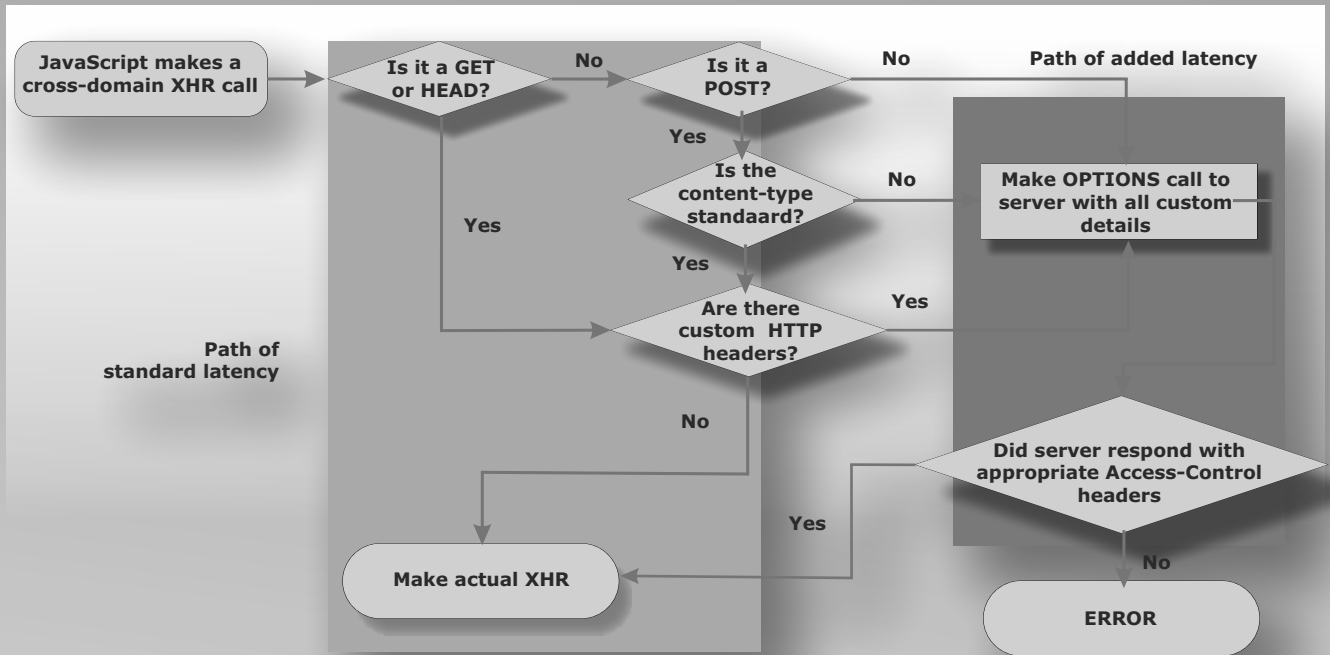 JavaScript makes a
cross-domain XHR call
Is it a GET
or HEAD?
No
Is it a
POST?
No
Path of added latency
Yes
Is the
content-type
standaard?
No
Make OPTIONS call to
server with all custom
details
Yes
Yes
Are there
custom HTTP
headers?
Yes
Path of
standard latency
No
Did server respond with
appropriate Access-Control
headers
Yes
No
Make actual XHR
ERROR